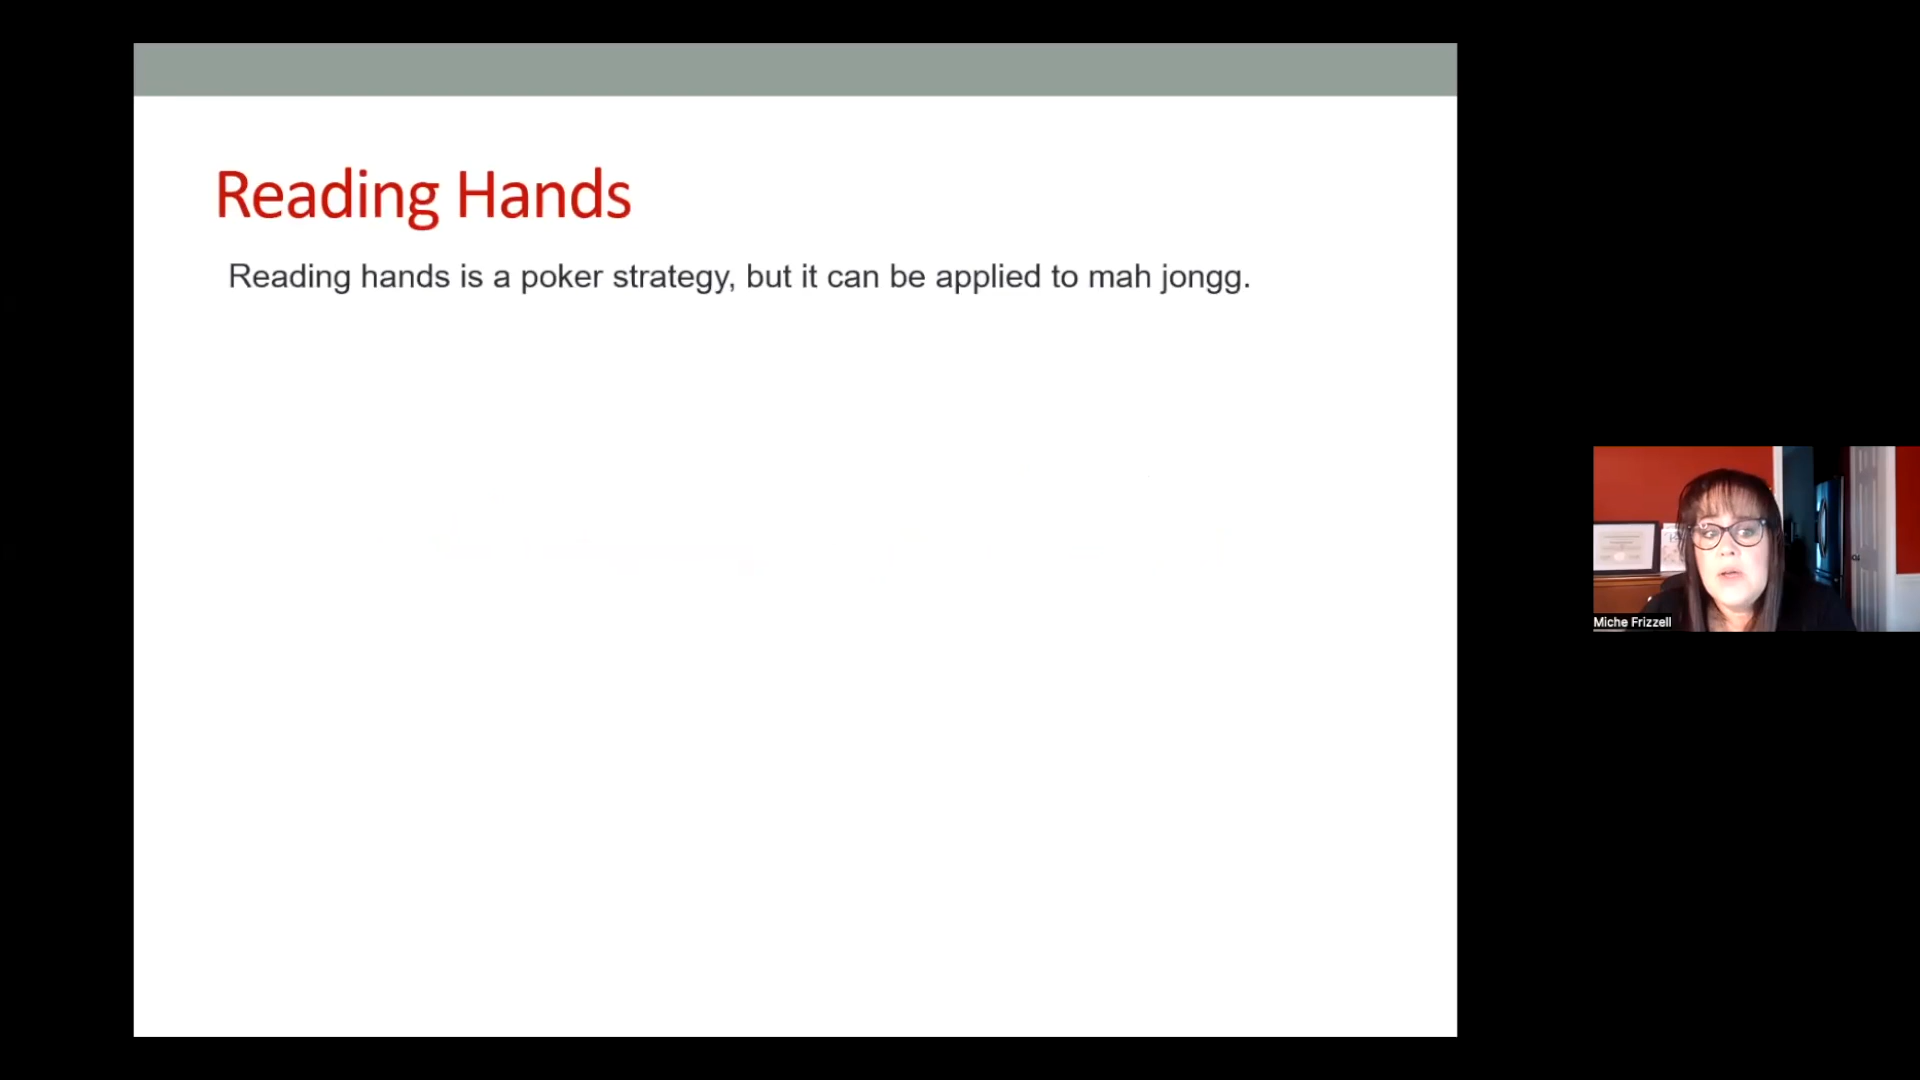 Reading Hands
Reading hands is a poker strategy, but it can be applied to mah jongg.
Miche Frizzell